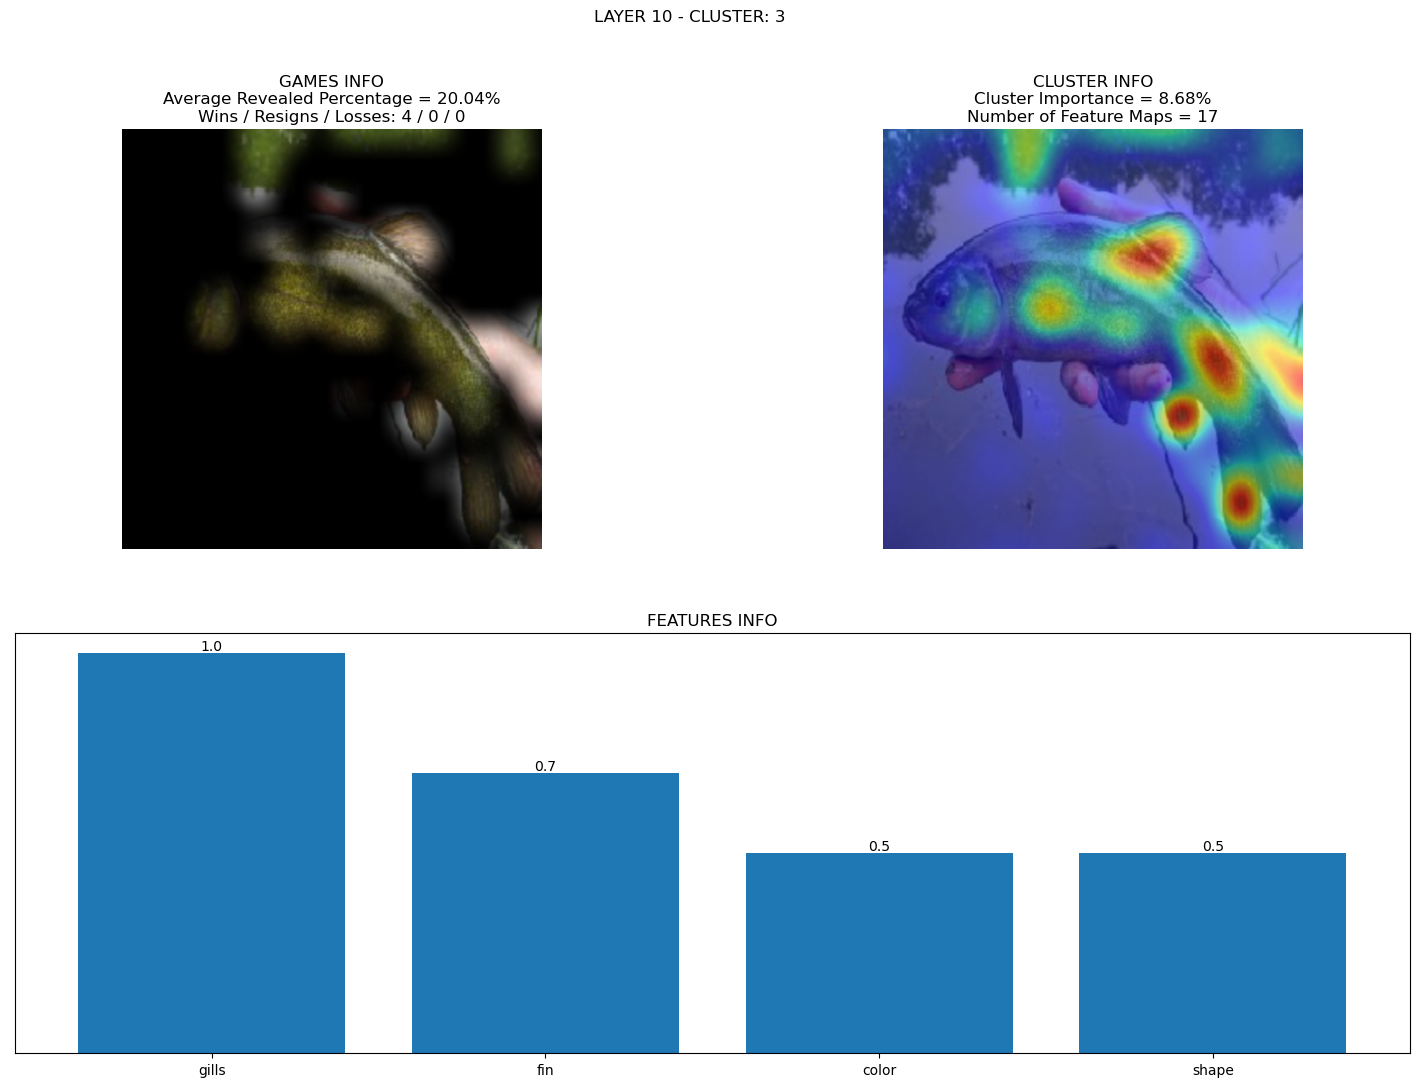 LAYER 10 - CLUSTER: 3
GAMES INFO
Average Revealed Percentage = 20.04%
Wins / Resigns / Losses: 4 / 0 / 0
CLUSTER INFO
Cluster Importance = 8.68%
Number of Feature Maps = 17
FEATURES INFO
1.0
0.7
0.5
0.5
gills
fin
color
shape